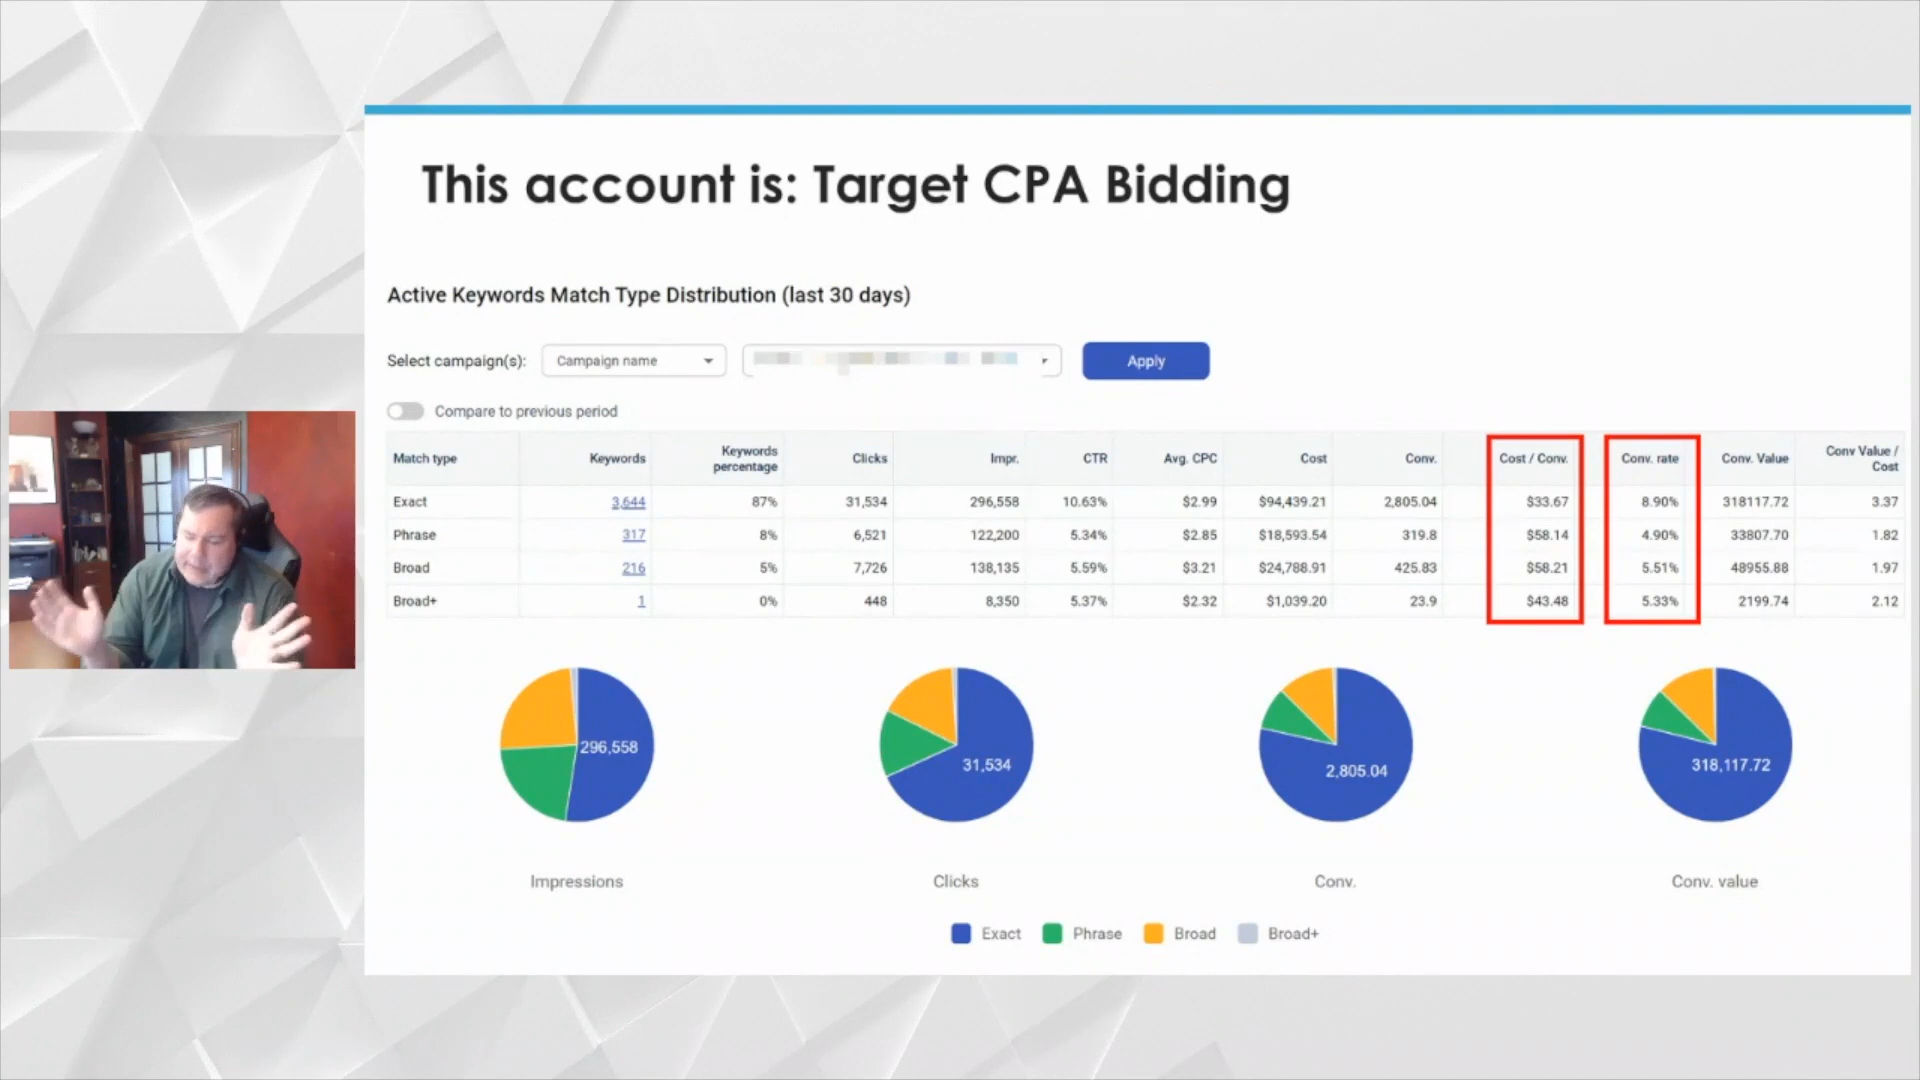 This account is: Target CPA Bidding
Active Keywords Match Type Distribution (last 30 days)
Select campaign(s): Campaign name Apply
Compare to previous period
Match type Keywords Keywords percentage Clicks Impr. CTR Avg. CPC Cost Conv. Cost / Conv. Conv. rate Conv. Value Conv Value / Cost
Exact 3,644 87% 31,534 296,558 10.63% $2.99 $94,439.21 2,805.04 $33.67 8.90% 318117.72 3.37
Phrase 317 8% 6,521 122,200 5.34% $2.85 $18,593.54 319.8 $58.14 4.90% 33807.70 1.82
Broad 216 5% 7,726 138,135 5.59% $3.21 $24,788.91 425.83 $58.21 5.51% 48955.88 1.97
Broad+ 1 0% 448 8,350 5.37% $2.32 $1,039.20 23.9 $43.48 5.33% 2199.74 2.12
296,558 31,534 2,805.04 318,117.72
Impressions Clicks Conv. Conv. value
Exact Phrase Broad Broad+